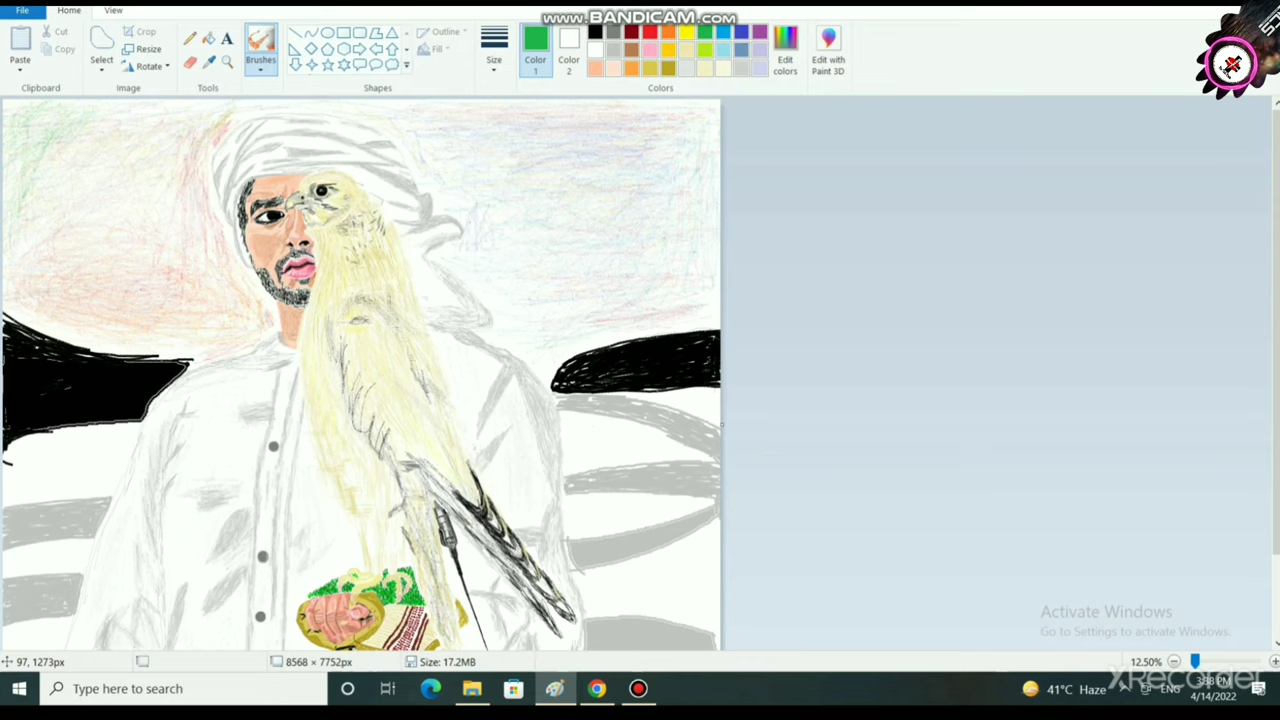 www.BANDICAM.com
File Home View
Paste
Cut
Copy
Clipboard
Select
Crop
Resize
Rotate
Image
A
Tools
Brushes
Outline
Fill
Shapes
Size
Color 1
Color 2
Edit colors
Colors
Edit with Paint 3D
Activate Windows
Go to Settings to activate Windows.
97, 1273px
8568 × 7752px
Size: 17.2MB
12.50%
XRecorder
Type here to search
41°C Haze
ENG
3:38 PM
4/14/2022